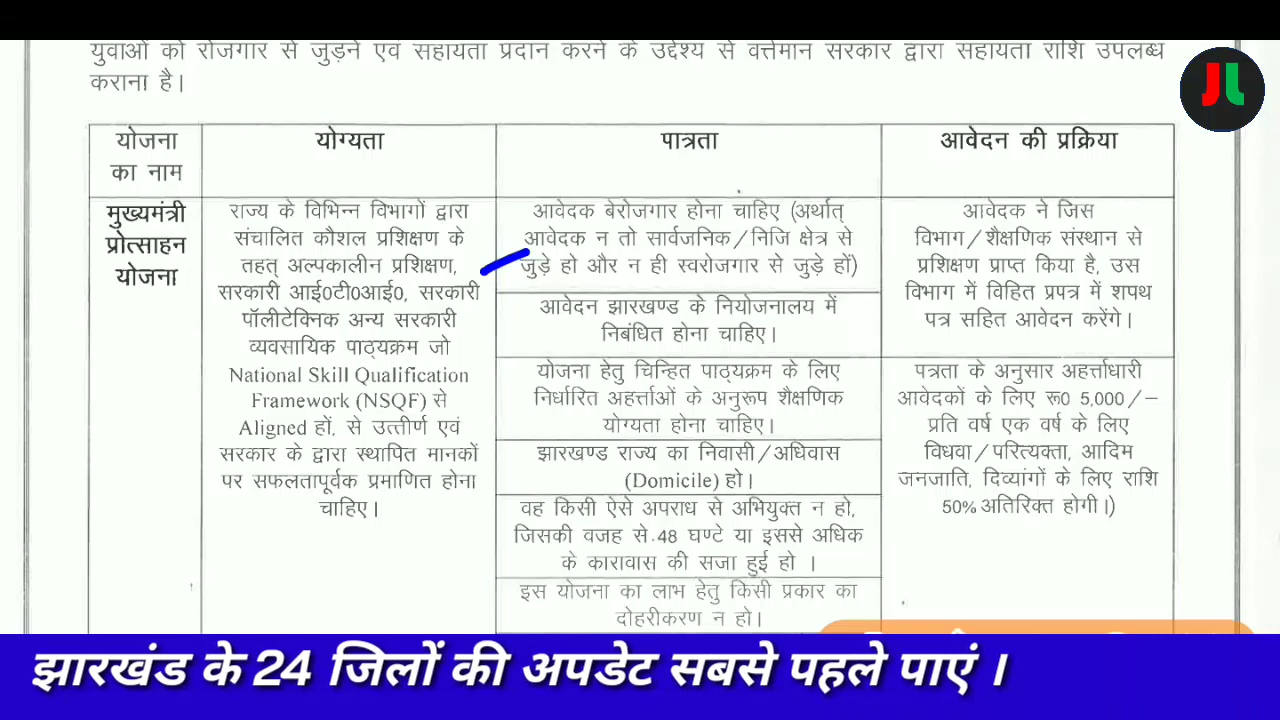 युवाओं को रोजगार से जुड़ने एवं सहायता प्रदान करने के उद्देश्य से वर्त्तमान सरकार द्वारा सहायता राशि उपलब्ध
कराना है।
JL
योजना
का नाम
योग्यता
पात्रता
आवेदन की प्रक्रिया
मुख्यमंत्री
प्रोत्साहन
योजना
राज्य के विभिन्न विभागों द्वारा
संचालित कौशल प्रशिक्षण के
तहत् अल्पकालीन प्रशिक्षण,
सरकारी आई0टी0आई0, सरकारी
पॉलीटेक्निक अन्य सरकारी
व्यवसायिक पाठ्यक्रम जो
National Skill Qualification
Framework (NSQF) से
Aligned हों, से उत्तीर्ण एवं
सरकार के द्वारा स्थापित मानकों
पर सफलतापूर्वक प्रमाणित होना
चाहिए।
आवेदक बेरोजगार होना चाहिए (अर्थात्
आवेदक न तो सार्वजनिक/निजि क्षेत्र से
जुड़े हो और न ही स्वरोजगार से जुड़े हों)
आवेदन झारखण्ड के नियोजनालय में
निबंधित होना चाहिए।
योजना हेतु चिन्हित पाठ्यक्रम के लिए
निर्धारित अहर्त्ताओं के अनुरूप शैक्षणिक
योग्यता होना चाहिए।
झारखण्ड राज्य का निवासी/अधिवास
(Domicile) हो।
वह किसी ऐसे अपराध से अभियुक्त न हो,
जिसकी वजह से 48 घण्टे या इससे अधिक
के कारावास की सजा हुई हो ।
इस योजना का लाभ हेतु किसी प्रकार का
दोहरीकरण न हो।
आवेदक ने जिस
विभाग/शैक्षणिक संस्थान से
प्रशिक्षण प्राप्त किया है, उस
विभाग में विहित प्रपत्र में शपथ
पत्र सहित आवेदन करेंगे।
पत्रता के अनुसार अहर्त्ताधारी
आवेदकों के लिए रू0 5,000/–
प्रति वर्ष एक वर्ष के लिए
विधवा/परित्यक्ता, आदिम
जनजाति, दिव्यांगों के लिए राशि
50% अतिरिक्त होगी।)
झारखंड के 24 जिलों की अपडेट सबसे पहले पाएं ।